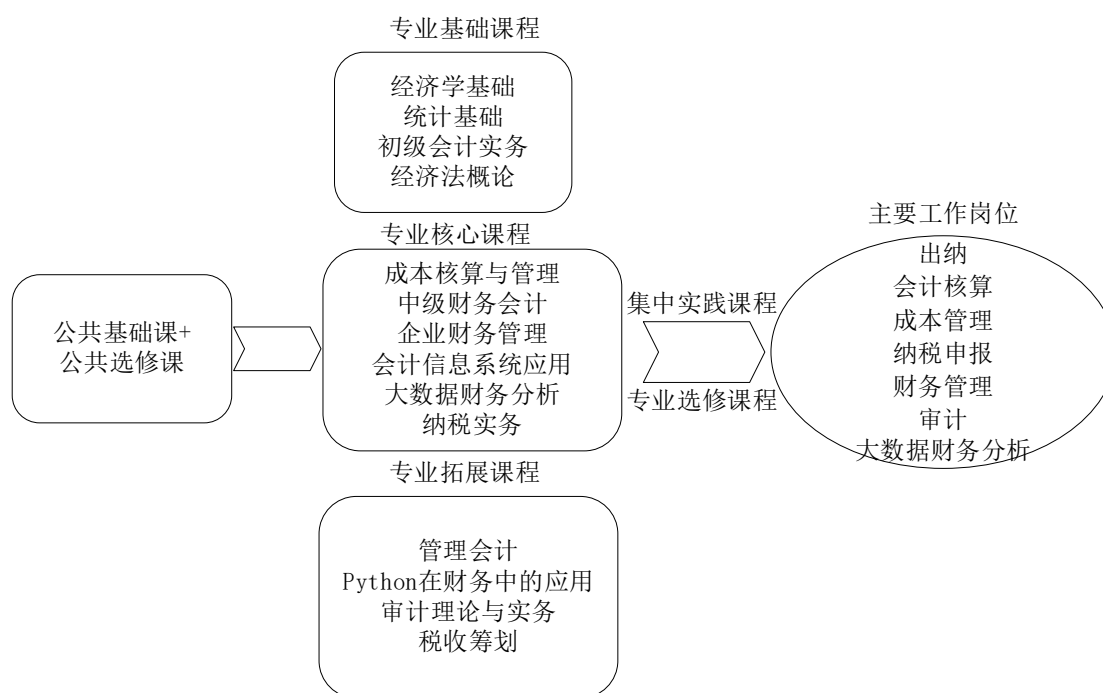 专业基础课程
经济学基础
统计基础
初级会计实务
经济法概论
公共基础课+
公共选修课
专业核心课程
成本核算与管理
中级财务会计
企业财务管理
会计信息系统应用
大数据财务分析
纳税实务
专业拓展课程
管理会计
Python在财务中的应用
审计理论与实务
税收筹划
集中实践课程
专业选修课程
主要工作岗位
出纳
会计核算
成本管理
纳税申报
财务管理
审计
大数据财务分析